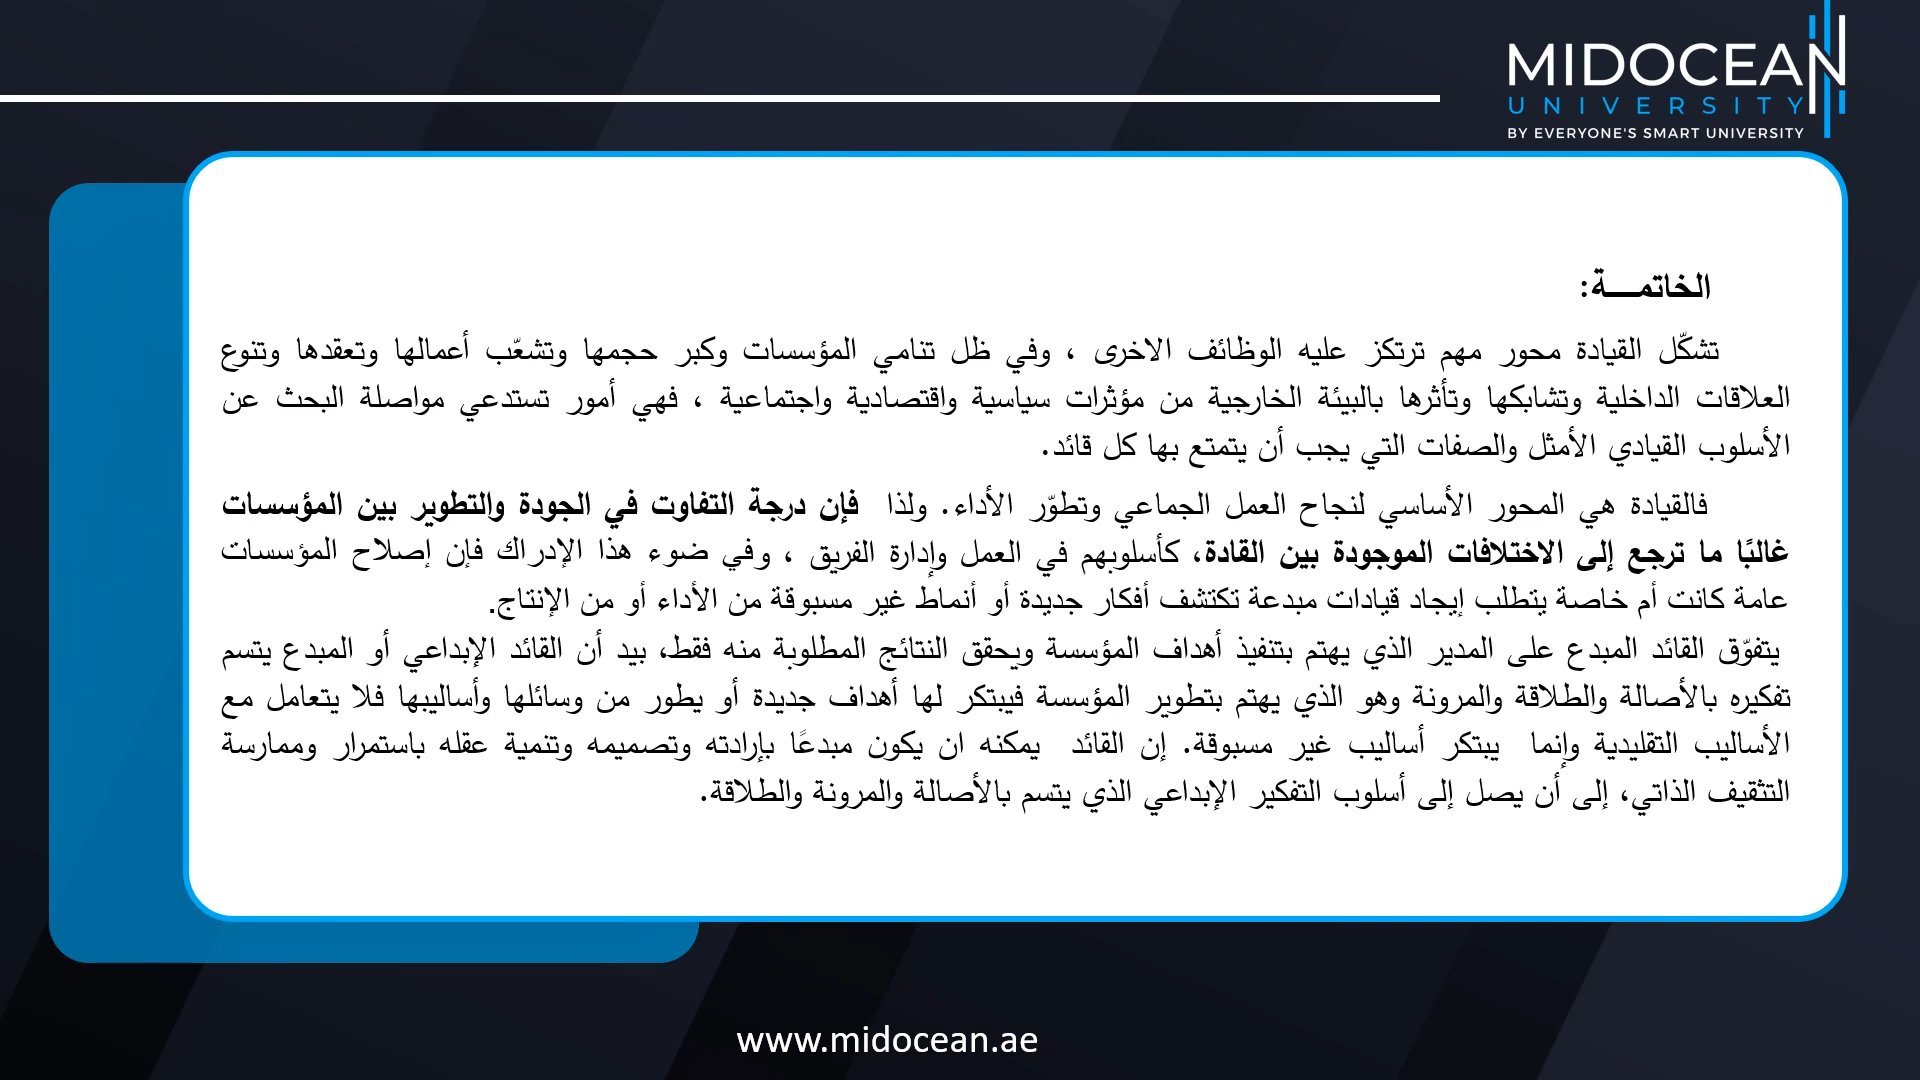 MIDOCEAN
UNIVERSITY
BY EVERYONE'S SMART UNIVERSITY
الخاتمـــة:
تشكّل القيادة محور مهم ترتكز عليه الوظائف الاخرى ، وفي ظل تنامي المؤسسات وكبر حجمها وتشعّب أعمالها وتعقدها وتنوع
العلاقات الداخلية وتشابكها وتأثرها بالبيئة الخارجية من مؤثرات سياسية واقتصادية واجتماعية ، فهي أمور تستدعي مواصلة البحث عن
الأسلوب القيادي الأمثل والصفات التي يجب أن يتمتع بها كل قائد.
فالقيادة هي المحور الأساسي لنجاح العمل الجماعي وتطوّر الأداء. ولذا فإن درجة التفاوت في الجودة والتطوير بين المؤسسات
غالبًا ما ترجع إلى الاختلافات الموجودة بين القادة، كأسلوبهم في العمل وإدارة الفريق ، وفي ضوء هذا الإدراك فإن إصلاح المؤسسات
عامة كانت أم خاصة يتطلب إيجاد قيادات مبدعة تكتشف أفكار جديدة أو أنماط غير مسبوقة من الأداء أو من الإنتاج.
يتفوّق القائد المبدع على المدير الذي يهتم بتنفيذ أهداف المؤسسة ويحقق النتائج المطلوبة منه فقط، بيد أن القائد الإبداعي أو المبدع يتسم
تفكيره بالأصالة والطلاقة والمرونة وهو الذي يهتم بتطوير المؤسسة فيبتكر لها أهداف جديدة أو يطور من وسائلها وأساليبها فلا يتعامل مع
الأساليب التقليدية وإنما يبتكر أساليب غير مسبوقة. إن القائد يمكنه ان يكون مبدعًا بإرادته وتصميمه وتنمية عقله باستمرار وممارسة
التثقيف الذاتي، إلى أن يصل إلى أسلوب التفكير الإبداعي الذي يتسم بالأصالة والمرونة والطلاقة.
www.midocean.ae